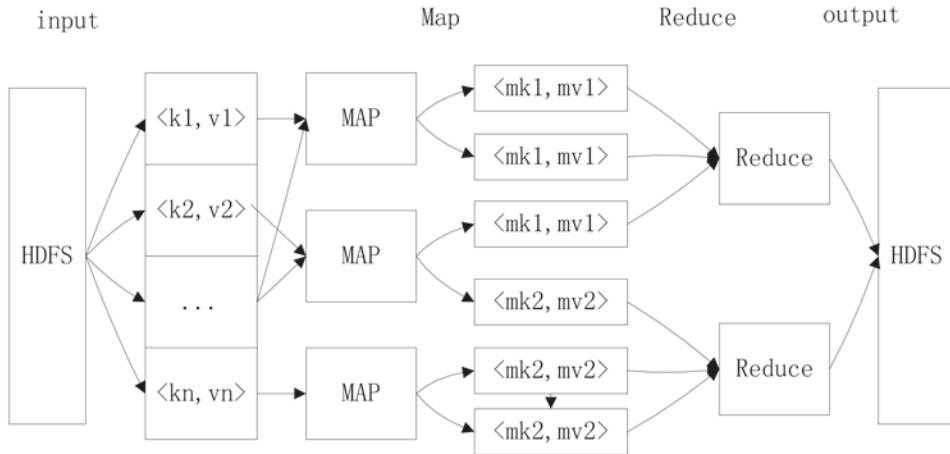 input
Map
Reduce
output
HDFS
<k1, v1>
<k2, v2>
...
<kn, vn>
MAP
MAP
MAP
<mk1, mv1>
<mk1, mv1>
<mk1, mv1>
<mk2, mv2>
<mk2, mv2>
<mk2, mv2>
Reduce
Reduce
HDFS